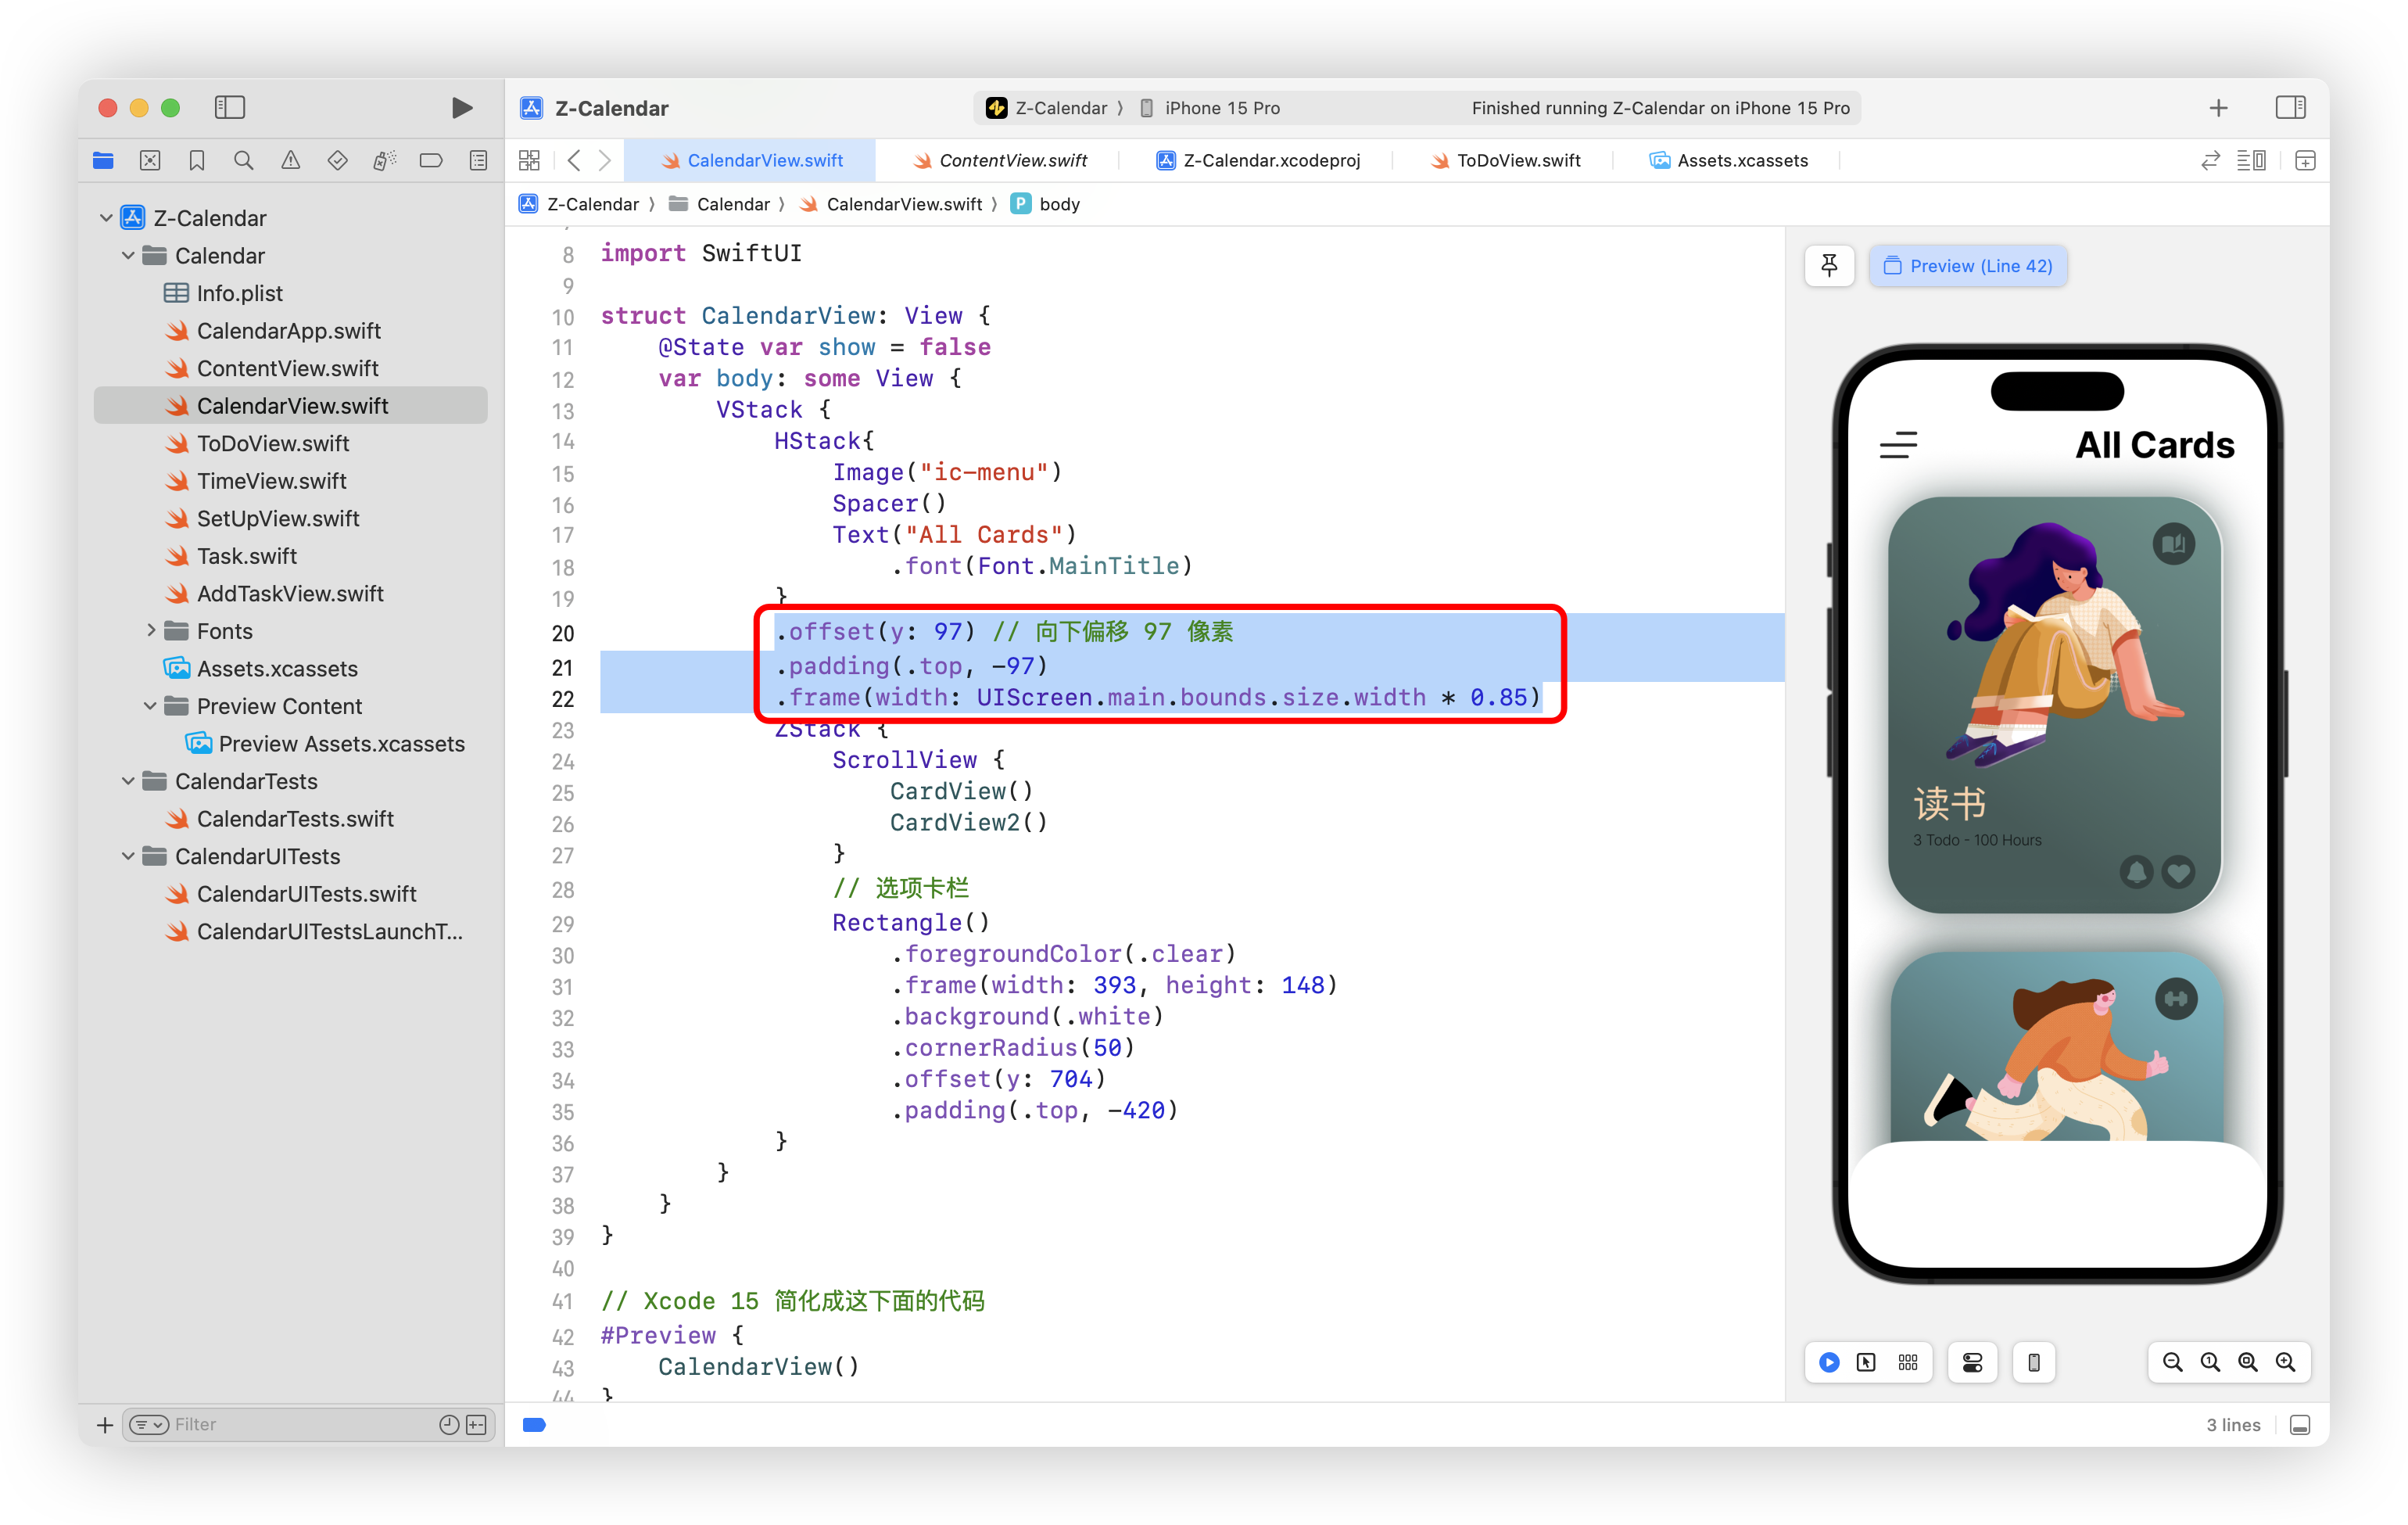 Z-Calendar
Z-Calendar 〉 iPhone 15 Pro
Finished running Z-Calendar on iPhone 15 Pro
CalendarView.swift
ContentView.swift
Z-Calendar.xcodeproj
ToDoView.swift
Assets.xcassets
Z-Calendar 〉 Calendar 〉 CalendarView.swift 〉 P body
Z-Calendar
Calendar
Info.plist
CalendarApp.swift
ContentView.swift
CalendarView.swift
ToDoView.swift
TimeView.swift
SetUpView.swift
Task.swift
AddTaskView.swift
Fonts
Assets.xcassets
Preview Content
Preview Assets.xcassets
CalendarTests
CalendarTests.swift
CalendarUITests
CalendarUITests.swift
CalendarUITestsLaunchT...
Filter
8 import SwiftUI
9
10 struct CalendarView: View {
11 @State var show = false
12 var body: some View {
13 VStack {
14 HStack{
15 Image("ic-menu")
16 Spacer()
17 Text("All Cards")
18 .font(Font.MainTitle)
19 }
20 .offset(y: 97) // 向下偏移 97 像素
21 .padding(.top, -97)
22 .frame(width: UIScreen.main.bounds.size.width * 0.85)
23 ZStack {
24 ScrollView {
25 CardView()
26 CardView2()
27 }
28 // 选项卡栏
29 Rectangle()
30 .foregroundColor(.clear)
31 .frame(width: 393, height: 148)
32 .background(.white)
33 .cornerRadius(50)
34 .offset(y: 704)
35 .padding(.top, -420)
36 }
37 }
38 }
39 }
40
41 // Xcode 15 简化成这下面的代码
42 #Preview {
43 CalendarView()
44 }
Preview (Line 42)
All Cards
读书
3 Todo - 100 Hours
3 lines